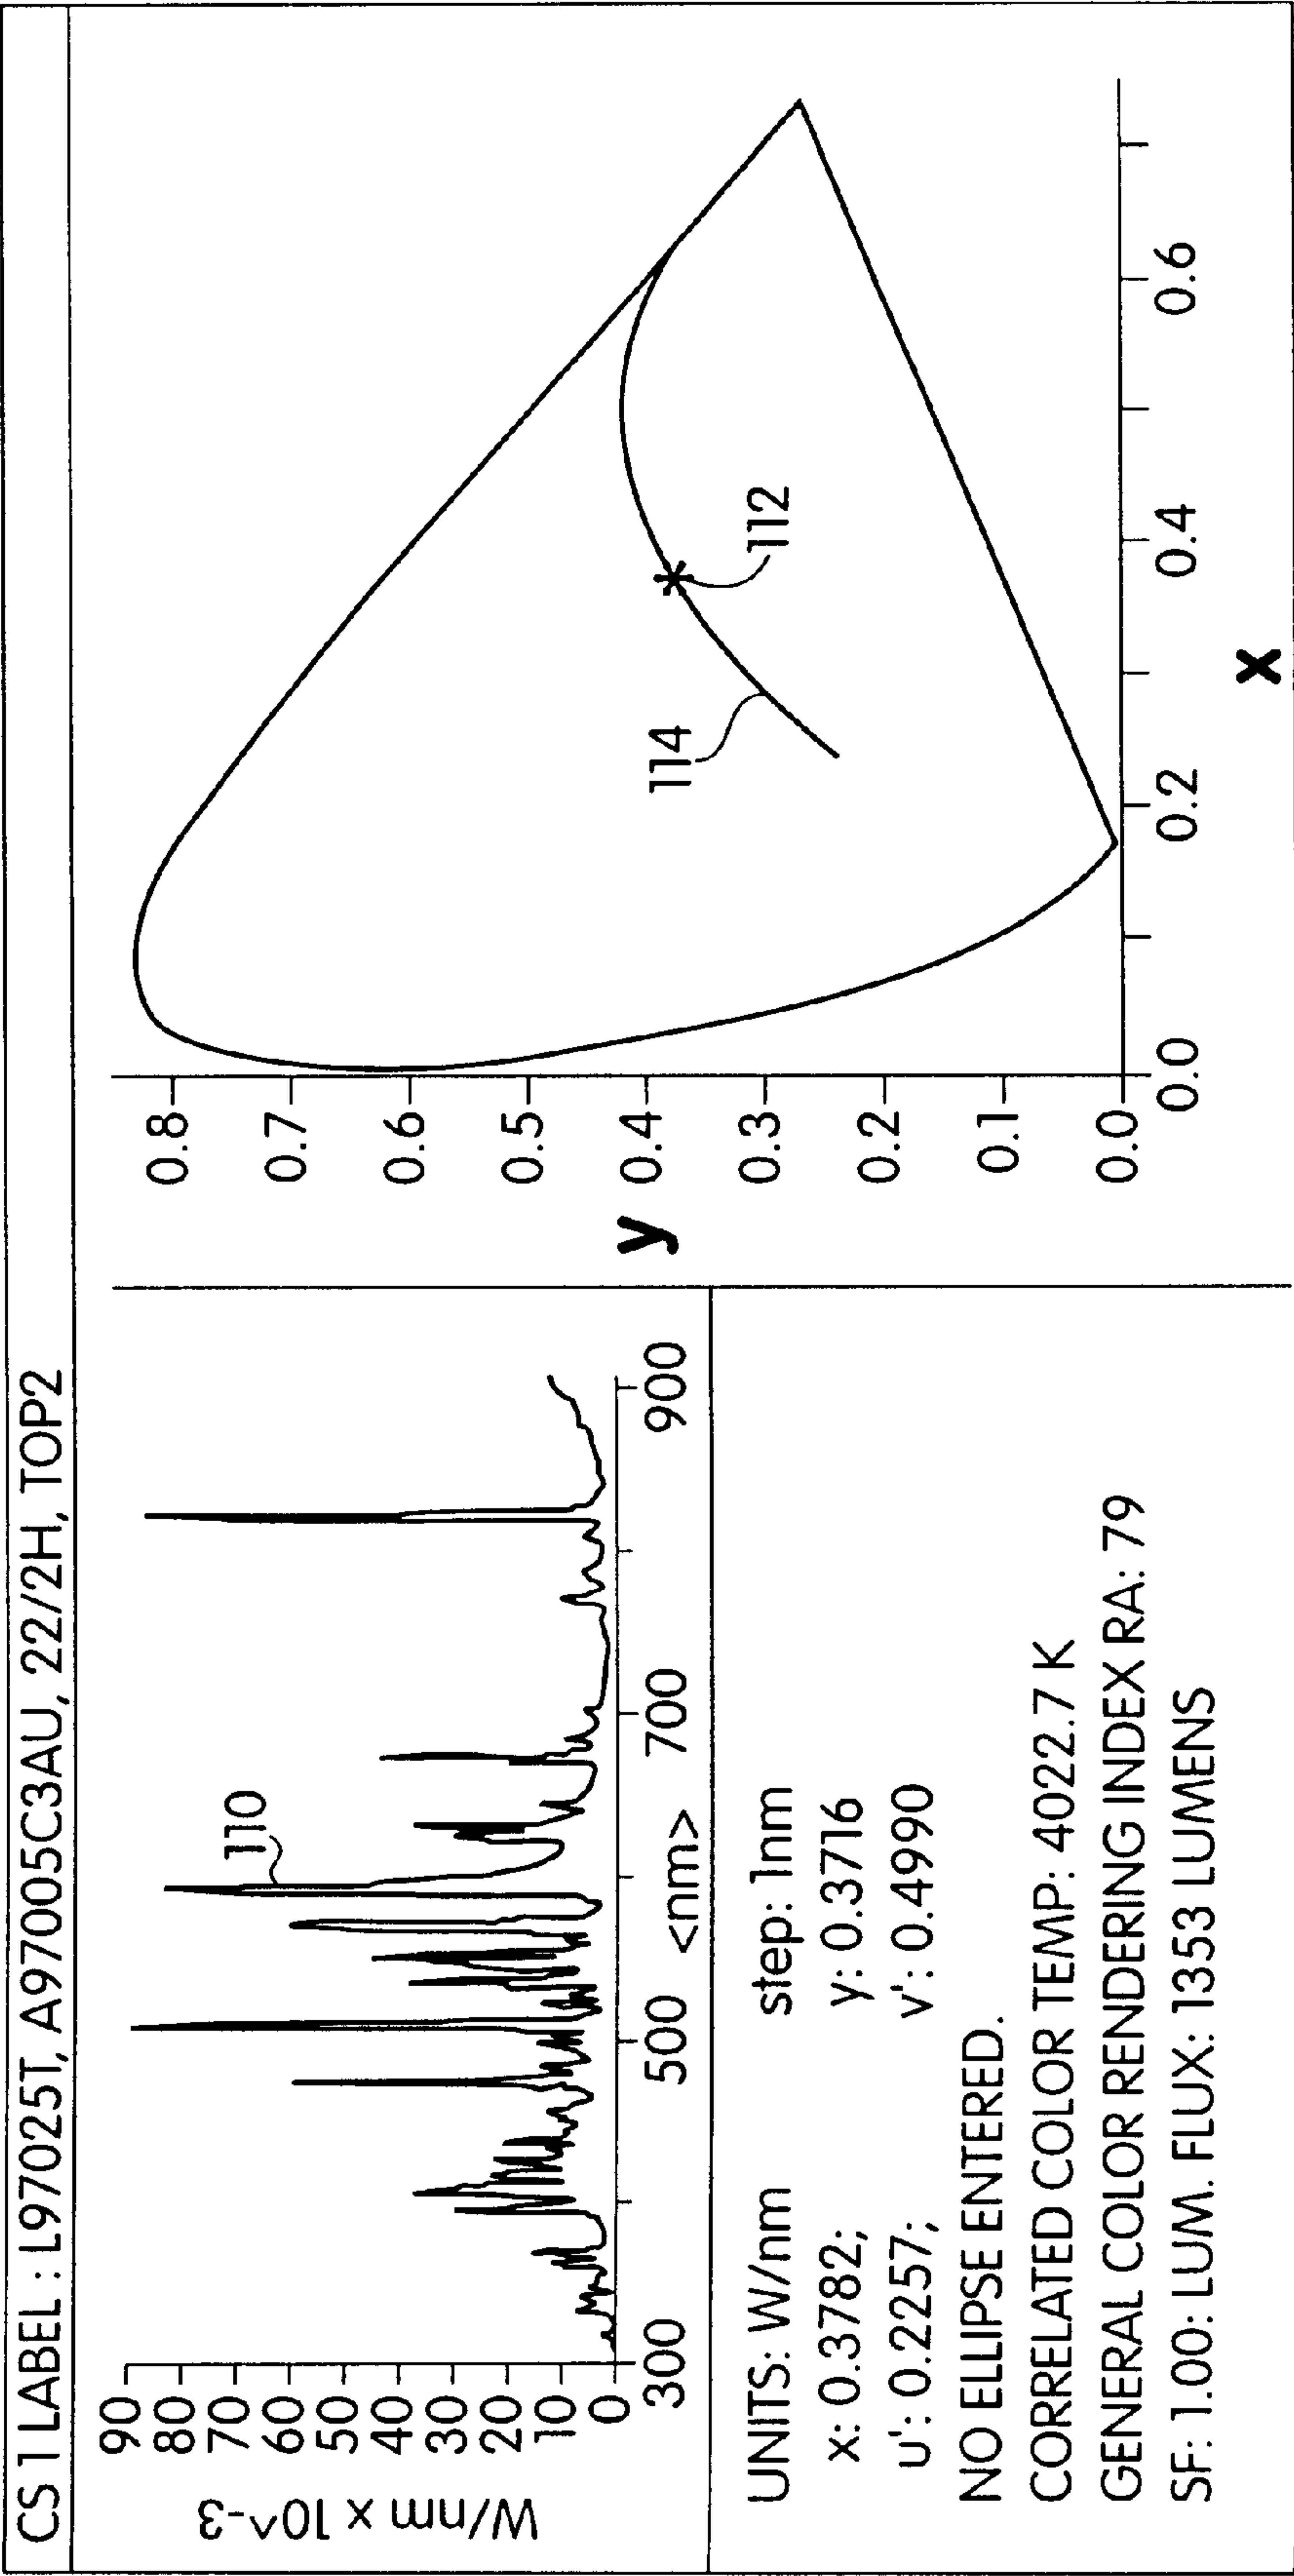 CS 1 LABEL : L97025T, A97005C3AU, 22/2H, TOP2
W/nm x 10^-3
90
80
70
60
50
40
30
20
10
0
300
500
700
900
<nm>
110
UNITS: W/nm step: 1nm
x: 0.3782; y: 0.3716
u': 0.2257; v': 0.4990
NO ELLIPSE ENTERED.
CORRELATED COLOR TEMP: 4022.7 K
GENERAL COLOR RENDERING INDEX RA: 79
SF: 1.00: LUM. FLUX: 1353 LUMENS
y
0.8
0.7
0.6
0.5
0.4
0.3
0.2
0.1
0.0
0.0
0.2
0.4
0.6
x
114
112